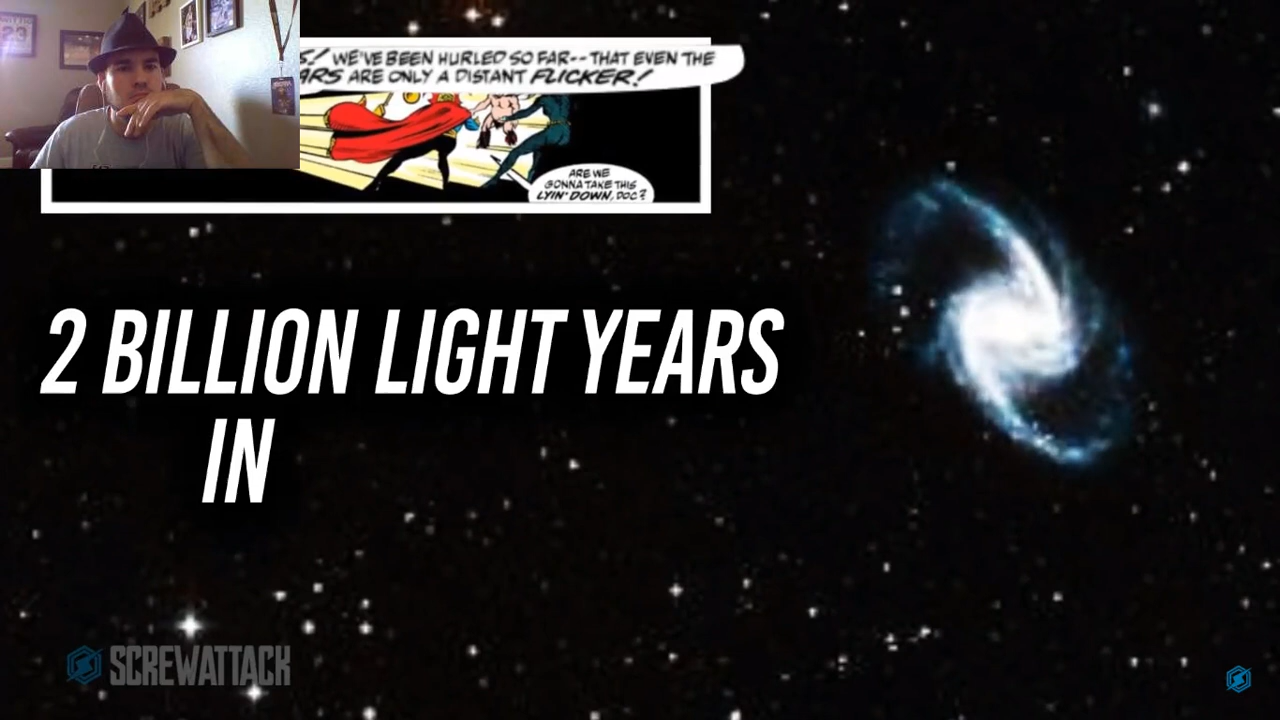 WE'VE BEEN HURLED SO FAR--THAT EVEN THE
ARE ONLY A DISTANT FLICKER!
ARE WE
GONNA TAKE THIS
LYIN' DOWN, DOC?
2 BILLION LIGHT YEARS
IN
SCREWATTACK
23